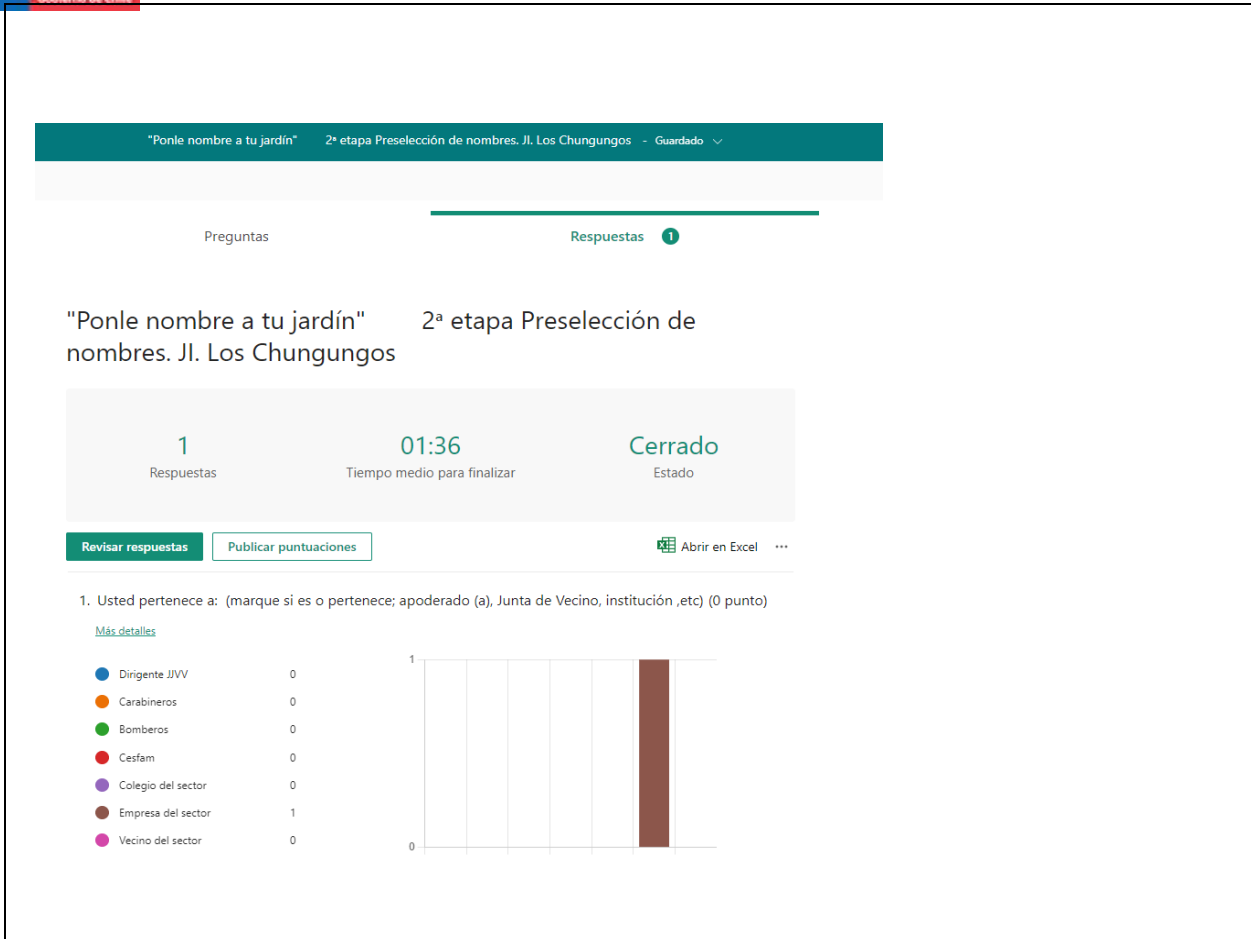 Gobierno de Chile
"Ponle nombre a tu jardín" 2ª etapa Preselección de nombres. JI. Los Chungungos - Guardado
Preguntas
Respuestas 1
"Ponle nombre a tu jardín" 2ª etapa Preselección de
nombres. JI. Los Chungungos
1
Respuestas
01:36
Tiempo medio para finalizar
Cerrado
Estado
Revisar respuestas
Publicar puntuaciones
Abrir en Excel ...
1. Usted pertenece a: (marque si es o pertenece; apoderado (a), Junta de Vecino, institución ,etc) (0 punto)
Más detalles
Dirigente JJVV 0
Carabineros 0
Bomberos 0
Cesfam 0
Colegio del sector 0
Empresa del sector 1
Vecino del sector 0
1
0